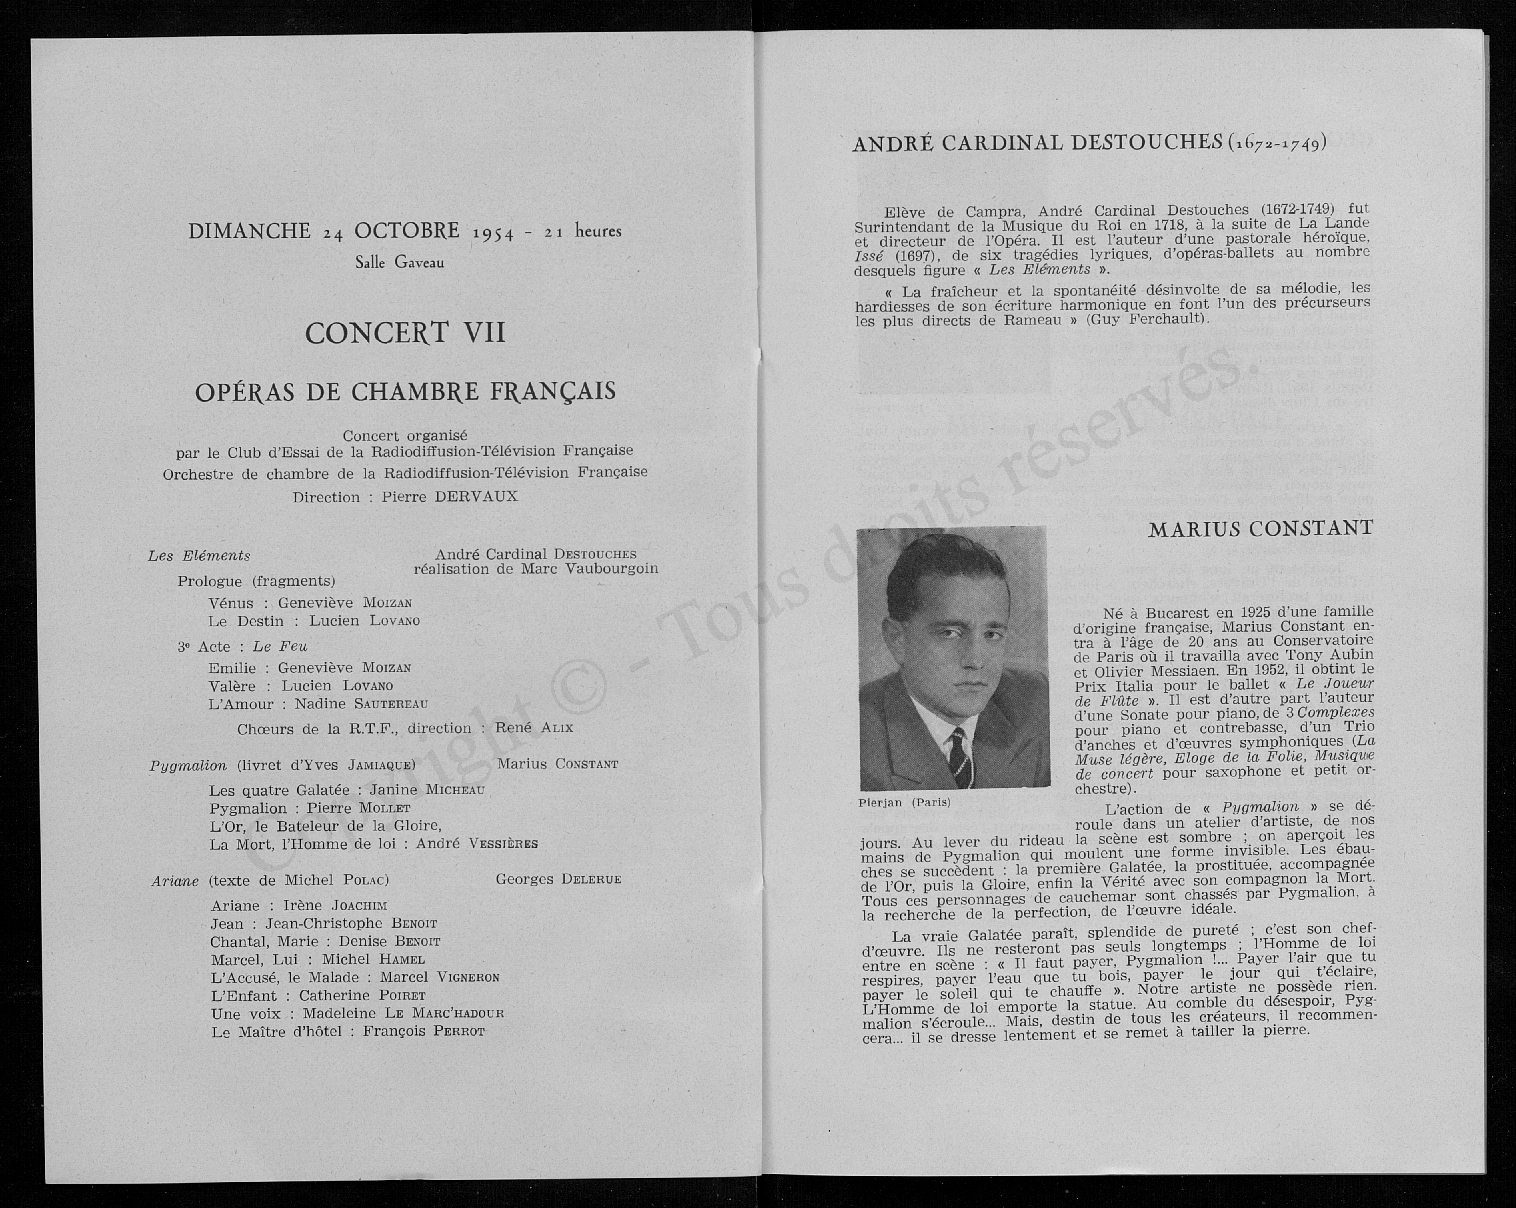 DIMANCHE 24 OCTOBRE 1954 - 21 heures
Salle Gaveau
CONCERT VII
OPÉRAS DE CHAMBRE FRANÇAIS
Concert organisé
par le Club d'Essai de la Radiodiffusion-Télévision Française
Orchestre de chambre de la Radiodiffusion-Télévision Française
Direction : Pierre DERVAUX
Les Eléments André Cardinal DESTOUCHES
réalisation de Marc Vaubourgoin
Prologue (fragments)
Vénus : Geneviève MOIZAN
Le Destin : Lucien LOVANO
3e Acte : Le Feu
Emilie : Geneviève MOIZAN
Valère : Lucien LOVANO
L'Amour : Nadine SAUTEREAU
Chœurs de la R.T.F., direction : René ALIX
Pygmalion (livret d'Yves JAMIAQUE) Marius CONSTANT
Les quatre Galatée : Janine MICHEAU
Pygmalion : Pierre MOLLET
L'Or, le Bateleur de la Gloire,
La Mort, l'Homme de loi : André VESSIÈRES
Ariane (texte de Michel POLAC) Georges DELERUE
Ariane : Irène JOACHIM
Jean : Jean-Christophe BENOIT
Chantal, Marie : Denise BENOIT
Marcel, Lui : Michel HAMEL
L'Accusé, le Malade : Marcel VIGNERON
L'Enfant : Catherine POIRET
Une voix : Madeleine LE MARC'HADOUR
Le Maître d'hôtel : François PERROT
ANDRÉ CARDINAL DESTOUCHES (1672-1749)
Elève de Campra, André Cardinal Destouches (1672-1749) fut
Surintendant de la Musique du Roi en 1718, à la suite de La Lande
et directeur de l'Opéra. Il est l'auteur d'une pastorale héroïque,
Issé (1697), de six tragédies lyriques, d'opéras-ballets au nombre
desquels figure « Les Eléments ».
« La fraîcheur et la spontanéité désinvolte de sa mélodie, les
hardiesses de son écriture harmonique en font l'un des précurseurs
les plus directs de Rameau » (Guy Ferchault).
MARIUS CONSTANT
Né à Bucarest en 1925 d'une famille
d'origine française, Marius Constant en-
tra à l'âge de 20 ans au Conservatoire
de Paris où il travailla avec Tony Aubin
et Olivier Messiaen. En 1952, il obtint le
Prix Italia pour le ballet « Le Joueur
de Flûte ». Il est d'autre part l'auteur
d'une Sonate pour piano, de 3 Complexes
pour piano et contrebasse, d'un Trio
d'anches et d'œuvres symphoniques (La
Muse légère, Eloge de la Folie, Musique
de concert pour saxophone et petit or-
chestre).
Pierjan (Paris)
L'action de « Pygmalion » se dé-
roule dans un atelier d'artiste, de nos
jours. Au lever du rideau la scène est sombre ; on aperçoit les
mains de Pygmalion qui moulent une forme invisible. Les ébau-
ches se succèdent : la première Galatée, la prostituée, accompagnée
de l'Or, puis la Gloire, enfin la Vérité avec son compagnon la Mort.
Tous ces personnages de cauchemar sont chassés par Pygmalion, à
la recherche de la perfection, de l'œuvre idéale.
La vraie Galatée paraît, splendide de pureté ; c'est son chef-
d'œuvre. Ils ne resteront pas seuls longtemps ; l'Homme de loi
entre en scène : « Il faut payer, Pygmalion !... Payer l'air que tu
respires, payer l'eau que tu bois, payer le jour qui t'éclaire,
payer le soleil qui te chauffe ». Notre artiste ne possède rien.
L'Homme de loi emporte la statue. Au comble du désespoir, Pyg-
malion s'écroule... Mais, destin de tous les créateurs, il recommen-
cera... il se dresse lentement et se remet à tailler la pierre.
Copyright © - Tous droits réservés.